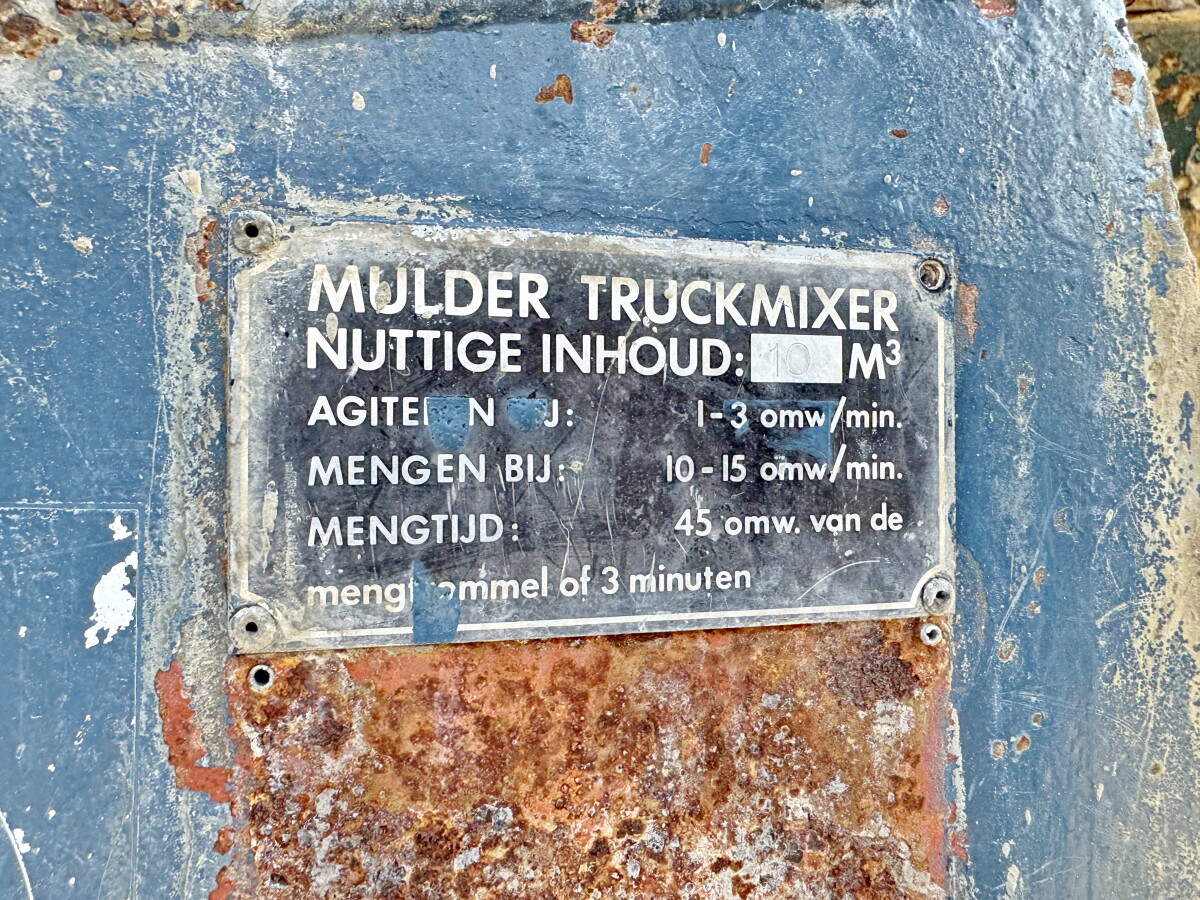 MULDER TRUCKMIXER
NUTTIGE INHOUD: 10 M³
1-3 omw/min.
MENGEN BIJ: 10-15 omw/min.
MENGTIJD: 45 omw. van de
of 3 minuten